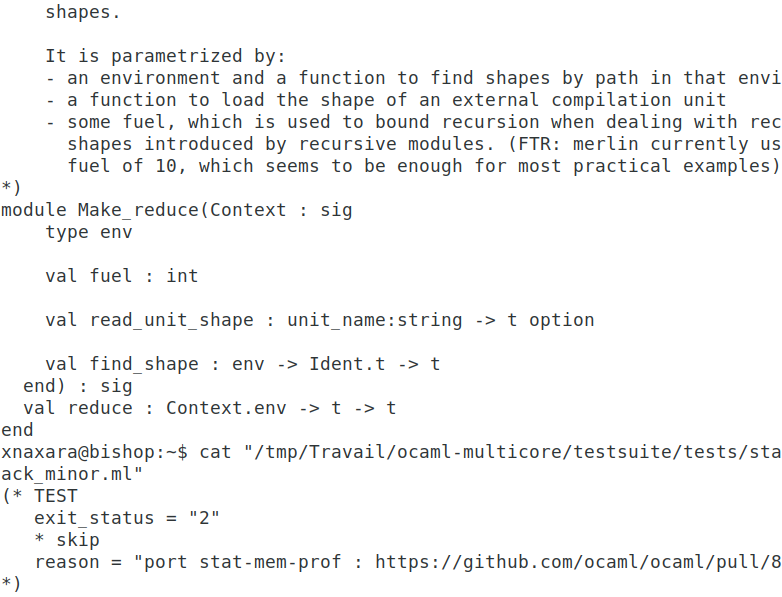 shapes.
It is parametrized by:
- an environment and a function to find shapes by path in that envi
- a function to load the shape of an external compilation unit
- some fuel, which is used to bound recursion when dealing with rec
shapes introduced by recursive modules. (FTR: merlin currently us
fuel of 10, which seems to be enough for most practical examples)
*)
module Make_reduce(Context : sig
type env
val fuel : int
val read_unit_shape : unit_name:string -> t option
val find_shape : env -> Ident.t -> t
end) : sig
val reduce : Context.env -> t -> t
end
xnaxara@bishop:~$ cat "/tmp/Travail/ocaml-multicore/testsuite/tests/sta
ack_minor.ml"
(* TEST
exit_status = "2"
* skip
reason = "port stat-mem-prof : https://github.com/ocaml/ocaml/pull/8
*)